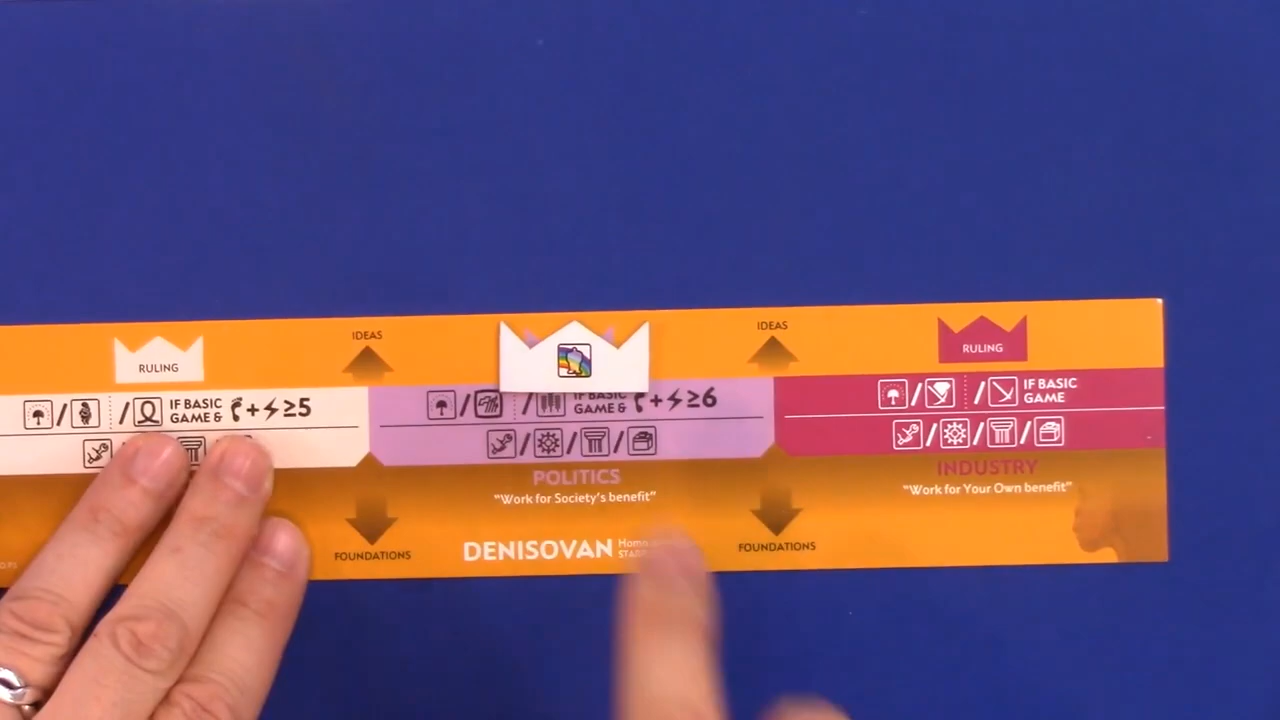 RULING
IDEAS
IDEAS
RULING
/ / IF BASIC GAME & + ≥5
/ / IF BASIC GAME & + ≥6
/ / IF BASIC GAME
/ / /
/ / /
POLITICS
"Work for Society's benefit"
INDUSTRY
"Work for Your Own benefit"
FOUNDATIONS
DENISOVAN
FOUNDATIONS